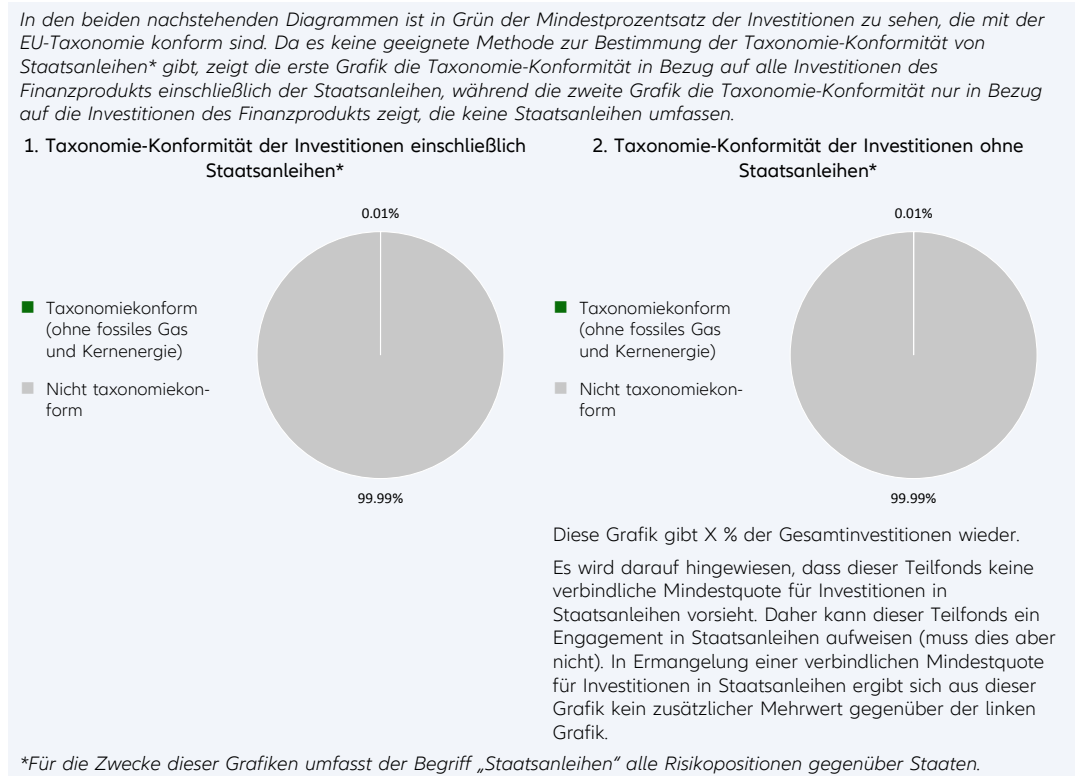 In den beiden nachstehenden Diagrammen ist in Grün der Mindestprozentsatz der Investitionen zu sehen, die mit der
EU-Taxonomie konform sind. Da es keine geeignete Methode zur Bestimmung der Taxonomie-Konformität von
Staatsanleihen* gibt, zeigt die erste Grafik die Taxonomie-Konformität in Bezug auf alle Investitionen des
Finanzprodukts einschließlich der Staatsanleihen, während die zweite Grafik die Taxonomie-Konformität nur in Bezug
auf die Investitionen des Finanzprodukts zeigt, die keine Staatsanleihen umfassen.
1. Taxonomie-Konformität der Investitionen einschließlich
Staatsanleihen*
0.01%
Taxonomiekonform
(ohne fossiles Gas
und Kernenergie)
Nicht taxonomiekon-
form
99.99%
2. Taxonomie-Konformität der Investitionen ohne
Staatsanleihen*
0.01%
Taxonomiekonform
(ohne fossiles Gas
und Kernenergie)
Nicht taxonomiekon-
form
99.99%
Diese Grafik gibt X % der Gesamtinvestitionen wieder.
Es wird darauf hingewiesen, dass dieser Teilfonds keine
verbindliche Mindestquote für Investitionen in
Staatsanleihen vorsieht. Daher kann dieser Teilfonds ein
Engagement in Staatsanleihen aufweisen (muss dies aber
nicht). In Ermangelung einer verbindlichen Mindestquote
für Investitionen in Staatsanleihen ergibt sich aus dieser
Grafik kein zusätzlicher Mehrwert gegenüber der linken
Grafik.
*Für die Zwecke dieser Grafiken umfasst der Begriff „Staatsanleihen“ alle Risikopositionen gegenüber Staaten.